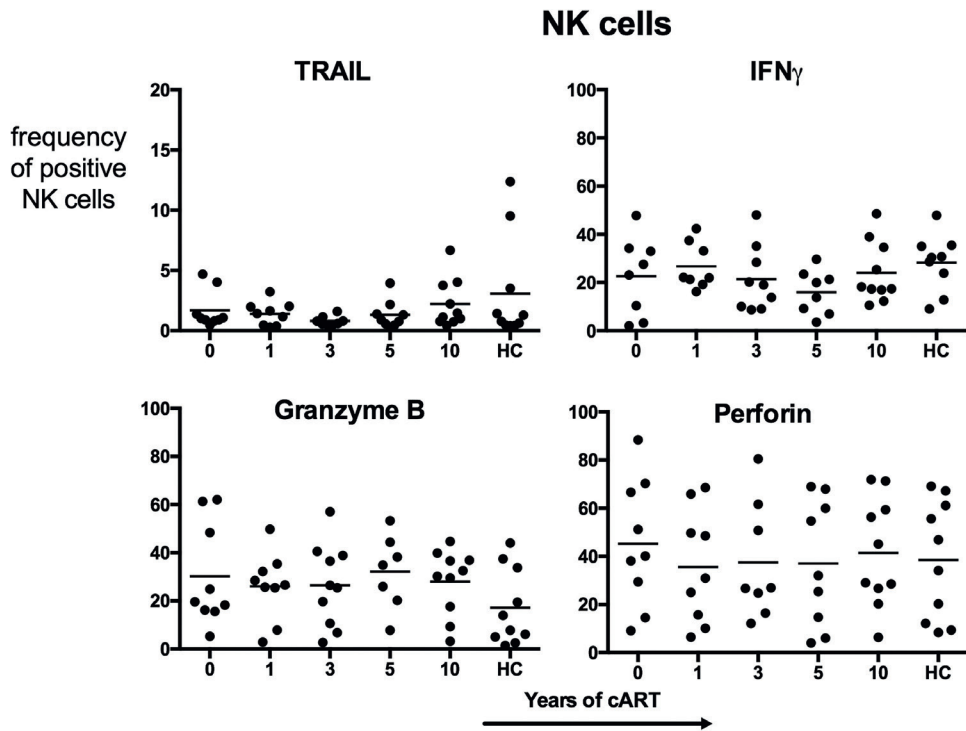 NK cells
TRAIL
IFNγ
frequency
of positive
NK cells
20
15
10
5
0
0 1 3 5 10 HC
100
80
60
40
20
0
0 1 3 5 10 HC
Granzyme B
Perforin
100
80
60
40
20
0
0 1 3 5 10 HC
100
80
60
40
20
0
0 1 3 5 10 HC
Years of cART